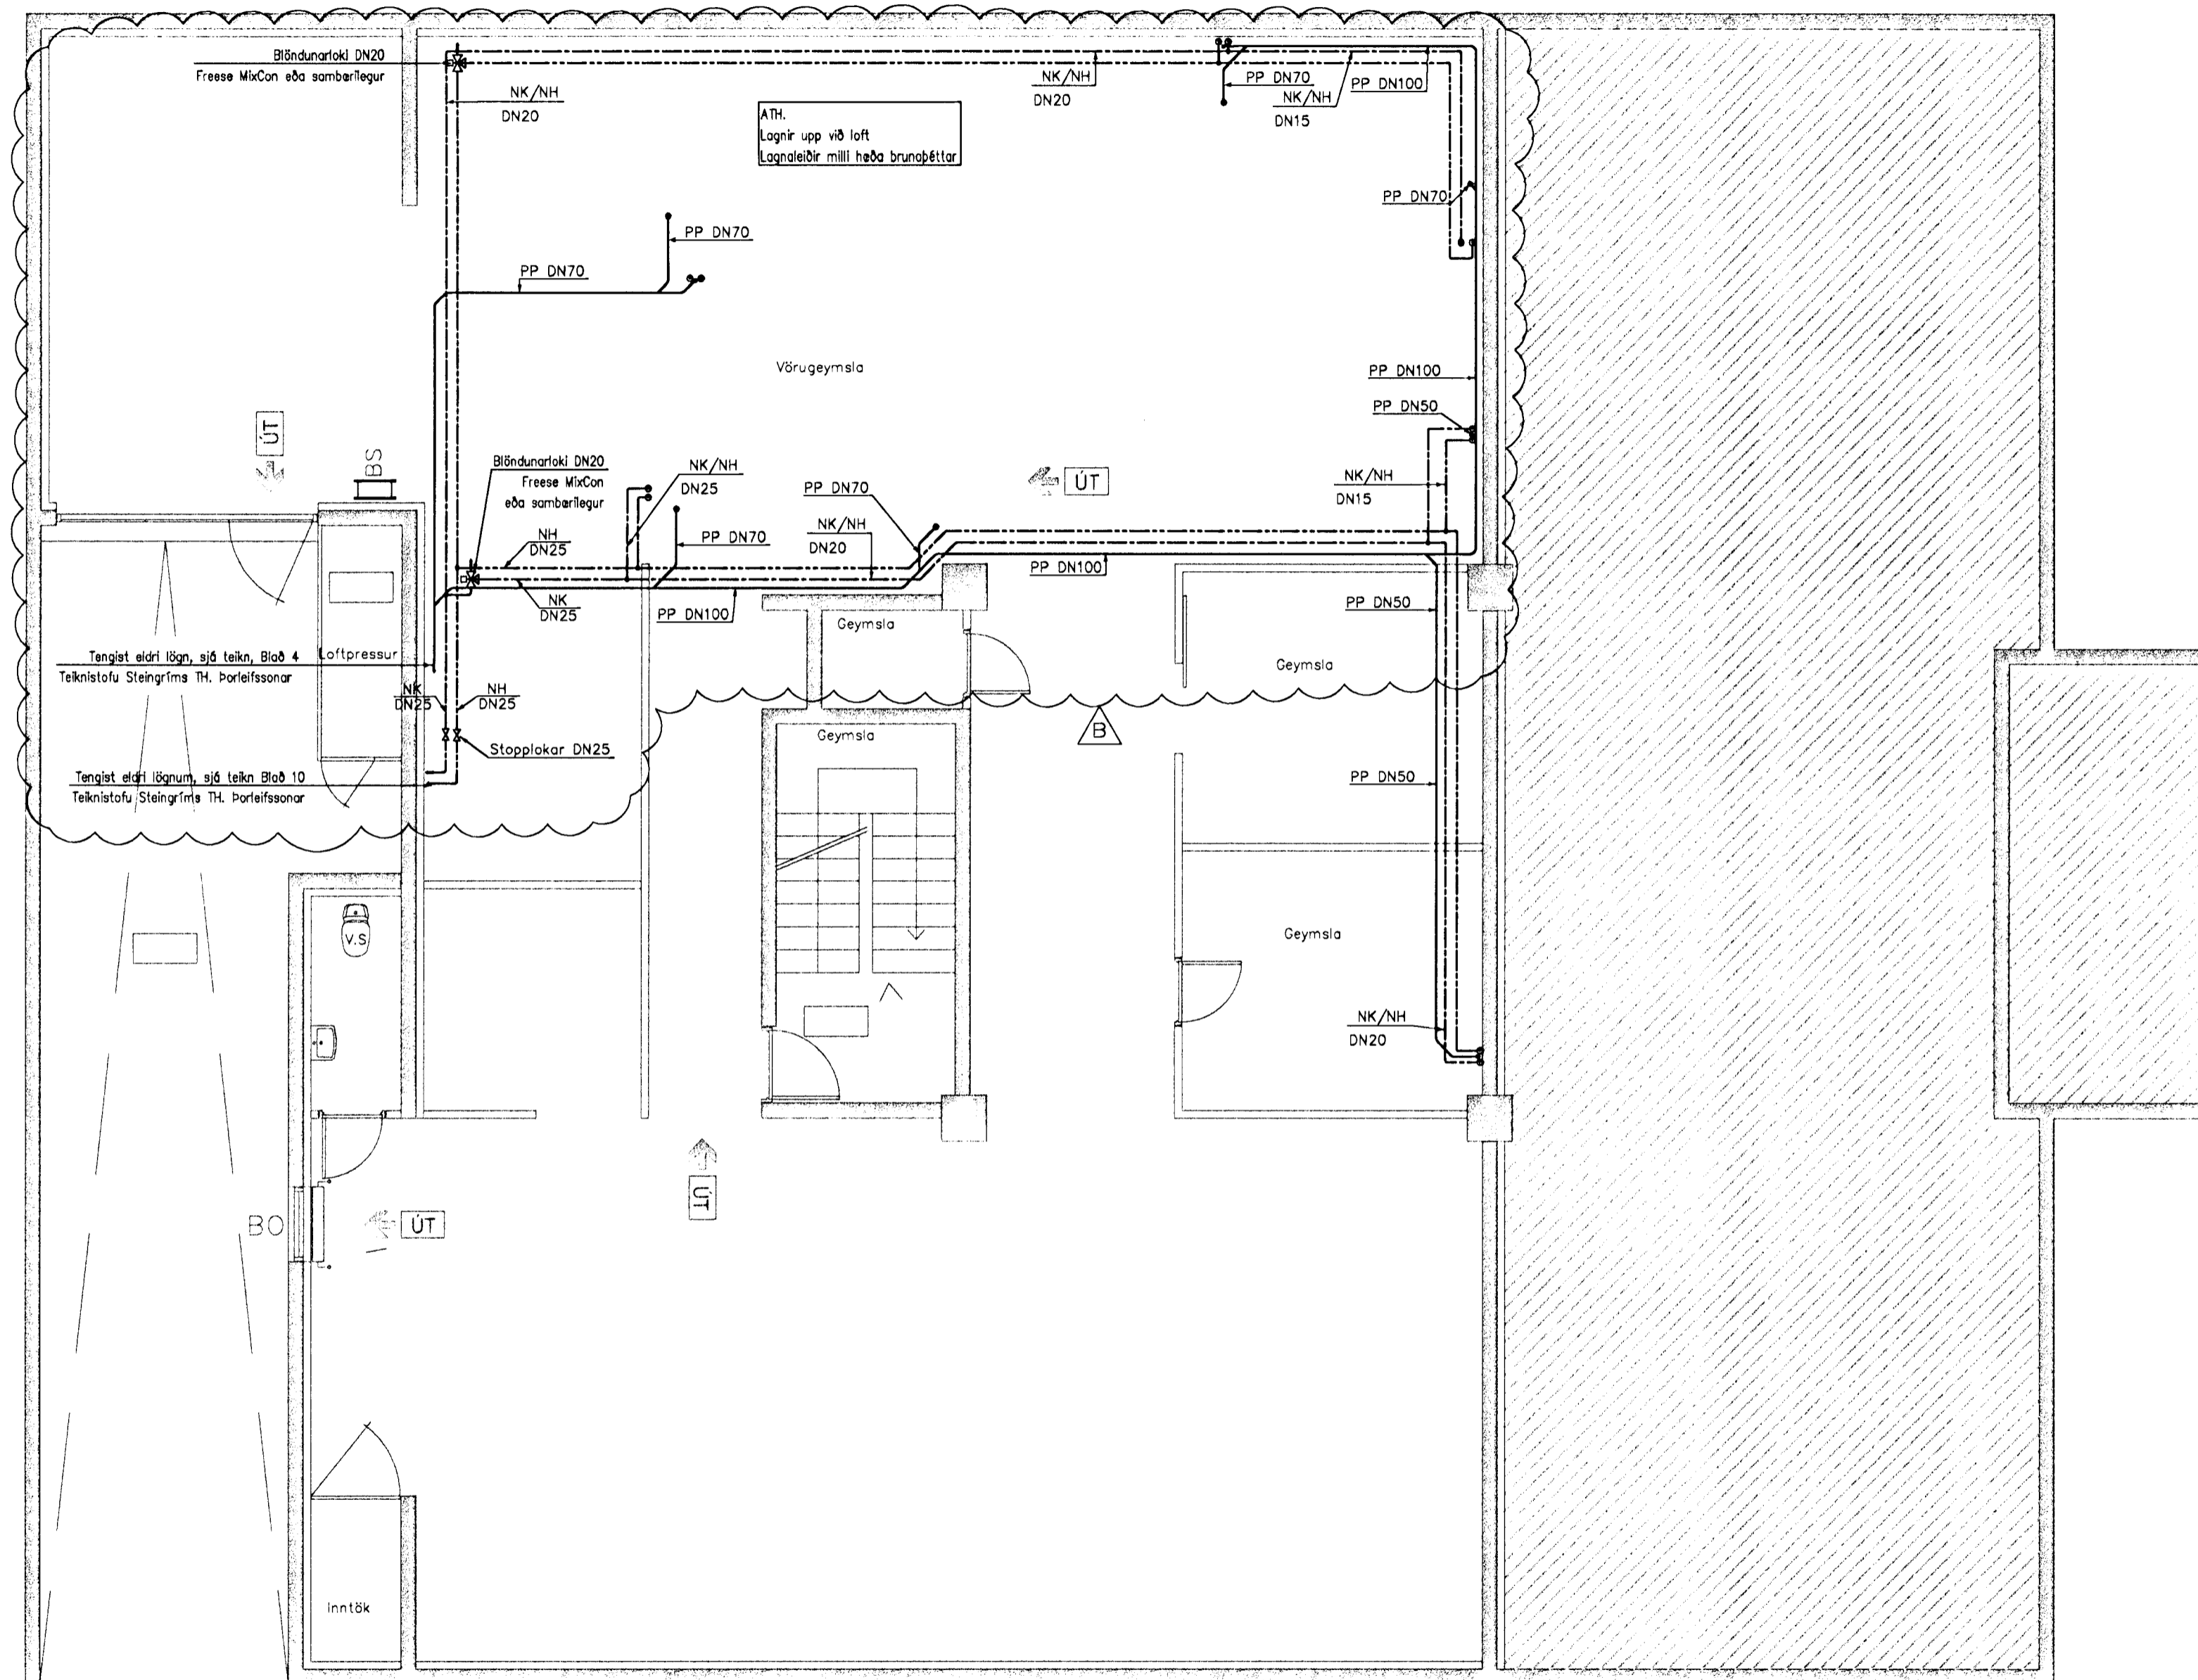 Blöndunarloki DN20
Freese MixCon eða sambærilegur
NK/NH
DN20
ATH.
Lagnir upp við loft
Lagnaleiðir milli hæða brunaþéttar
NK/NH
DN20
PP DN70
NK/NH
DN15
PP DN100
PP DN70
PP DN70
PP DN70
Vörugeymsla
PP DN100
PP DN50
ÚT
BS
Blöndunarloki DN20
Freese MixCon
eða sambærilegur
NK/NH
DN25
PP DN70
ÚT
NK/NH
DN15
NH
DN25
PP DN70
NK/NH
DN20
PP DN100
NK
DN25
PP DN100
PP DN50
Geymsla
Geymsla
Tengist eldri lögn, sjá teikn, Blað 4
Teiknistofu Steingríms TH. Þorleifssonar
Loftpressur
NK
DN25
NH
DN25
B
Geymsla
Stopplokar DN25
Tengist eldri lögnum, sjá teikn Blað 10
Teiknistofu Steingríms TH. Þorleifssonar
PP DN50
V.S
Geymsla
NK/NH
DN20
ÚT
BO
ÚT
Inntök